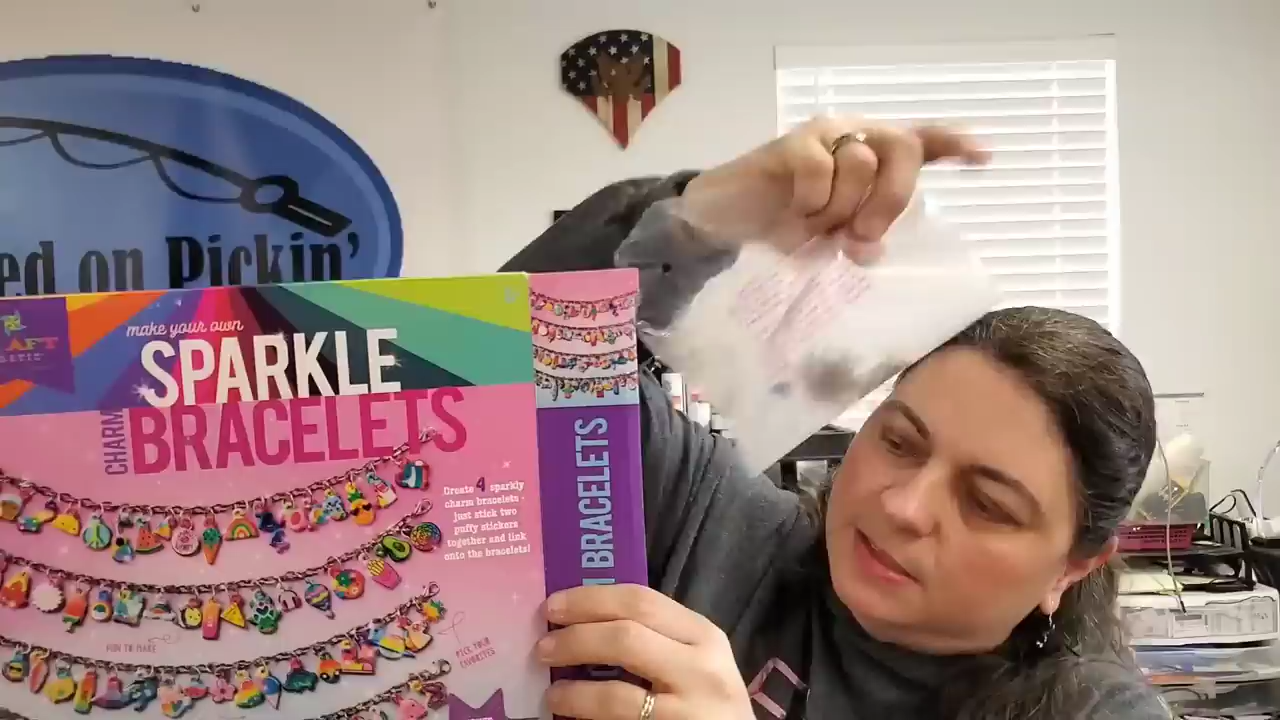 ed on Pickin'
AFT
make your own
SPARKLE
CHARM
BRACELETS
Create 4 sparkly
charm bracelets -
just stick two
puffy stickers
together and link
onto the bracelets!
FUN TO MAKE
PICK YOUR
FAVORITES
M BRACELETS